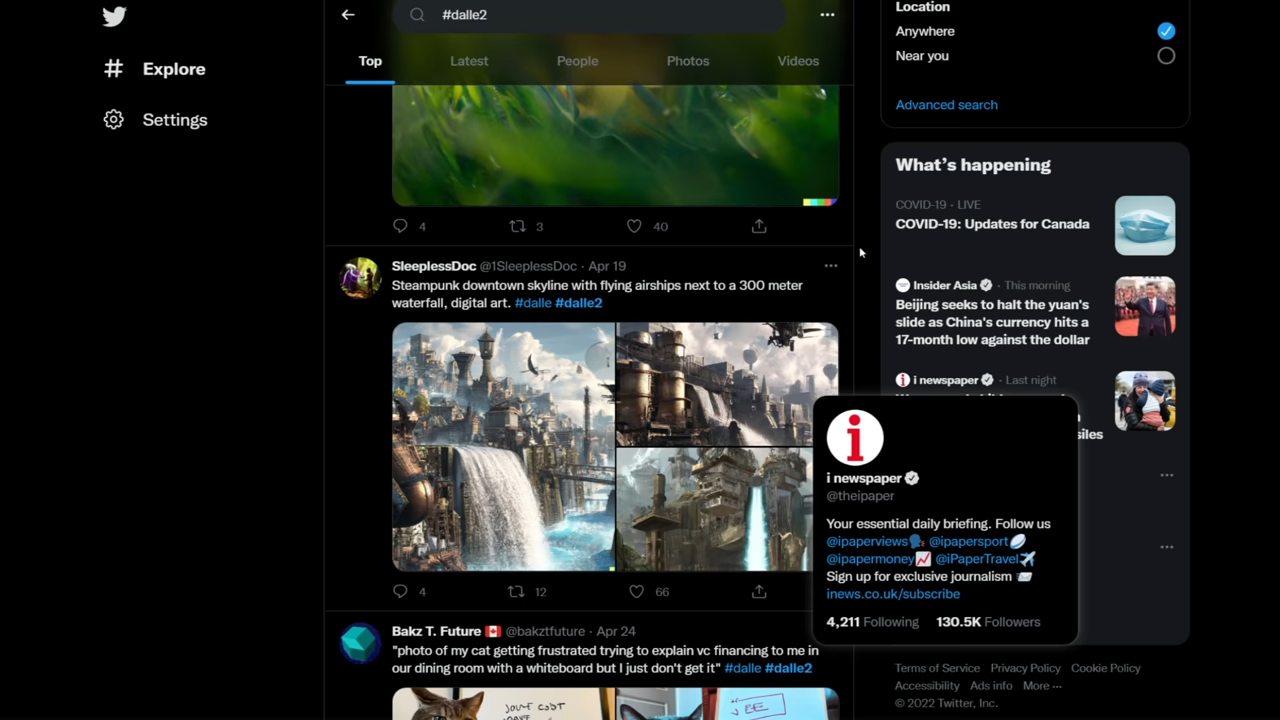 Explore
Settings
#dalle2
Top
Latest
People
Photos
Videos
4
3
40
SleeplessDoc @1SleeplessDoc · Apr 19
Steampunk downtown skyline with flying airships next to a 300 meter
waterfall, digital art. #dalle #dalle2
4
12
66
Bakz T. Future 🇨🇦 @bakztfuture · Apr 24
"photo of my cat getting frustrated trying to explain vc financing to me in
our dining room with a whiteboard but I just don't get it" #dalle #dalle2
Location
Anywhere
Near you
Advanced search
What's happening
COVID-19 · LIVE
COVID-19: Updates for Canada
Insider Asia · This morning
Beijing seeks to halt the yuan's
slide as China's currency hits a
17-month low against the dollar
i newspaper · Last night
i
i newspaper
@theipaper
Your essential daily briefing. Follow us
@ipaperviews🗣️ @ipapersport🏉
@ipapermoney📈 @iPaperTravel✈️
Sign up for exclusive journalism 📨
inews.co.uk/subscribe
4,211 Following 130.5K Followers
Terms of Service Privacy Policy Cookie Policy
Accessibility Ads info More ···
© 2022 Twitter, Inc.